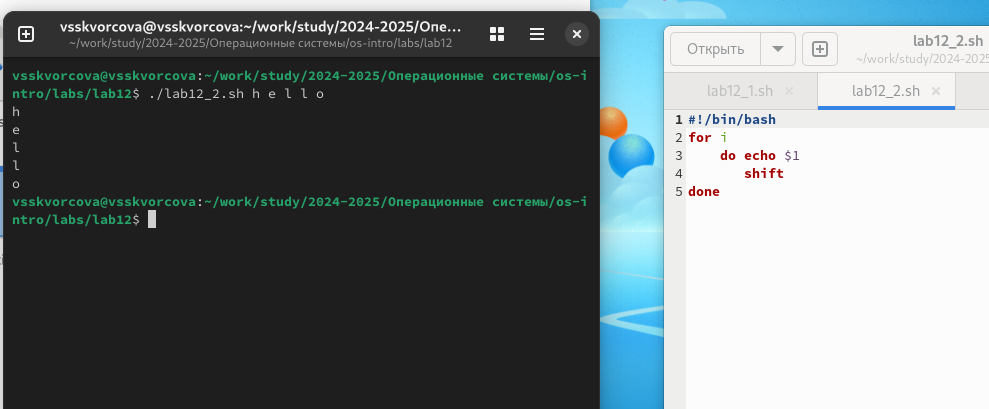 vsskvorcova@vsskvorcova:~/work/study/2024-2025/Опе...
~/work/study/2024-2025/Операционные системы/os-intro/labs/lab12
vsskvorcova@vsskvorcova:~/work/study/2024-2025/Операционные системы/os-i
ntro/labs/lab12$ ./lab12_2.sh h e l l o
h
e
l
l
o
vsskvorcova@vsskvorcova:~/work/study/2024-2025/Операционные системы/os-i
ntro/labs/lab12$
Открыть
lab12_2.sh
~/work/study/2024-2025
lab12_1.sh
lab12_2.sh
1 #!/bin/bash
2 for i
3 do echo $1
4 shift
5 done